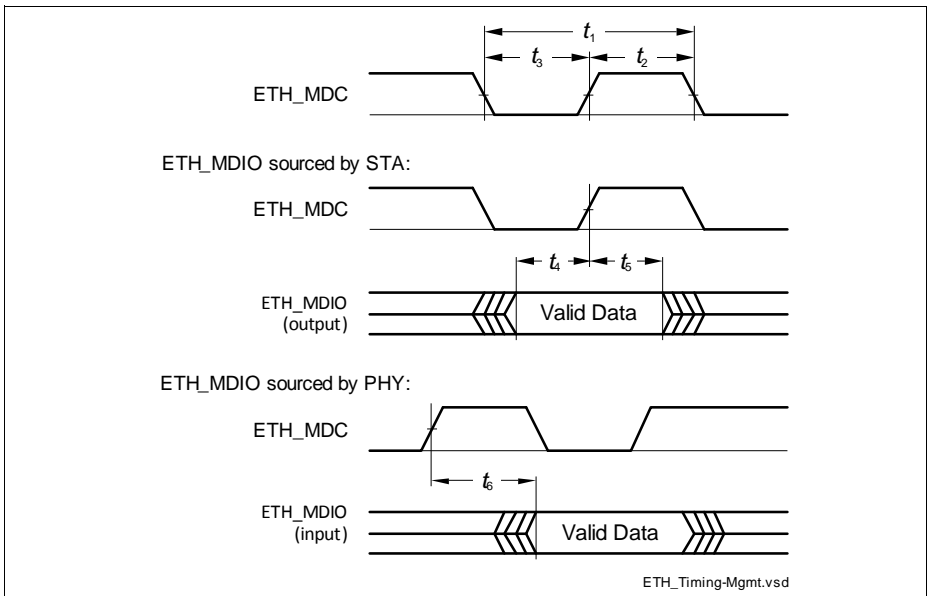 t1
t3 t2
ETH_MDC
ETH_MDIO sourced by STA:
ETH_MDC
t4 t5
ETH_MDIO
(output)
Valid Data
ETH_MDIO sourced by PHY:
ETH_MDC
t6
ETH_MDIO
(input)
Valid Data
ETH_Timing-Mgmt.vsd